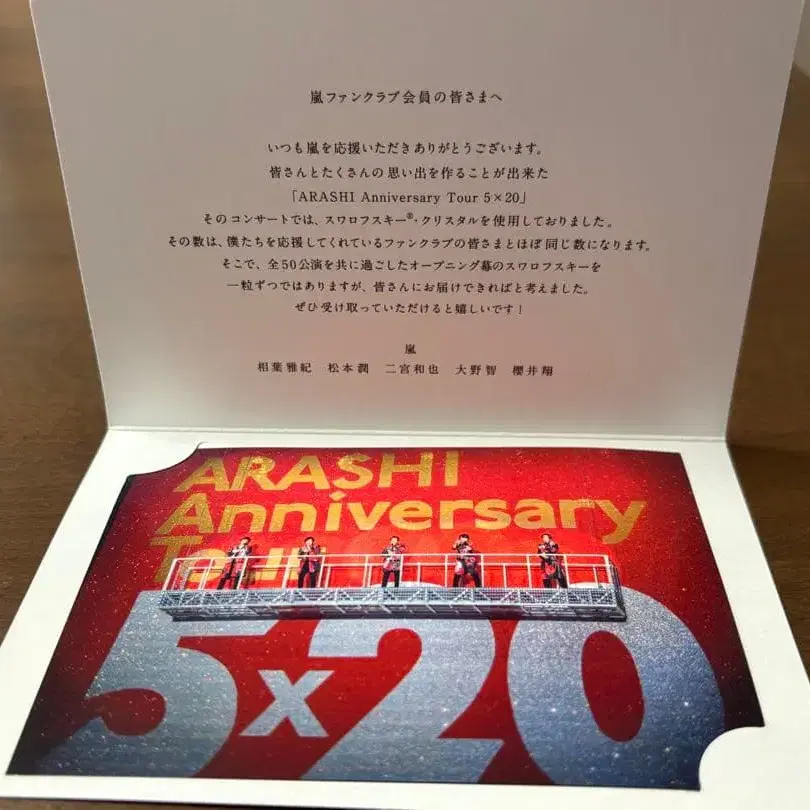 嵐ファンクラブ会員の皆さまへ
いつも嵐を応援いただきありがとうございます。
皆さんとたくさんの思い出を作ることが出来た
「ARASHI Anniversary Tour 5×20」
そのコンサートでは、スワロフスキー®・クリスタルを使用しておりました。
その数は、僕たちを応援してくれているファンクラブの皆さまとほぼ同じ数になります。
そこで、全50公演を共に過ごしたオープニング幕のスワロフスキーを
一粒ずつではありますが、皆さんにお届けできればと考えました。
ぜひ受け取っていただけると嬉しいです！
嵐
相葉雅紀 松本潤 二宮和也 大野智 櫻井翔
ARASHI
Anniversary
Tour
5x20